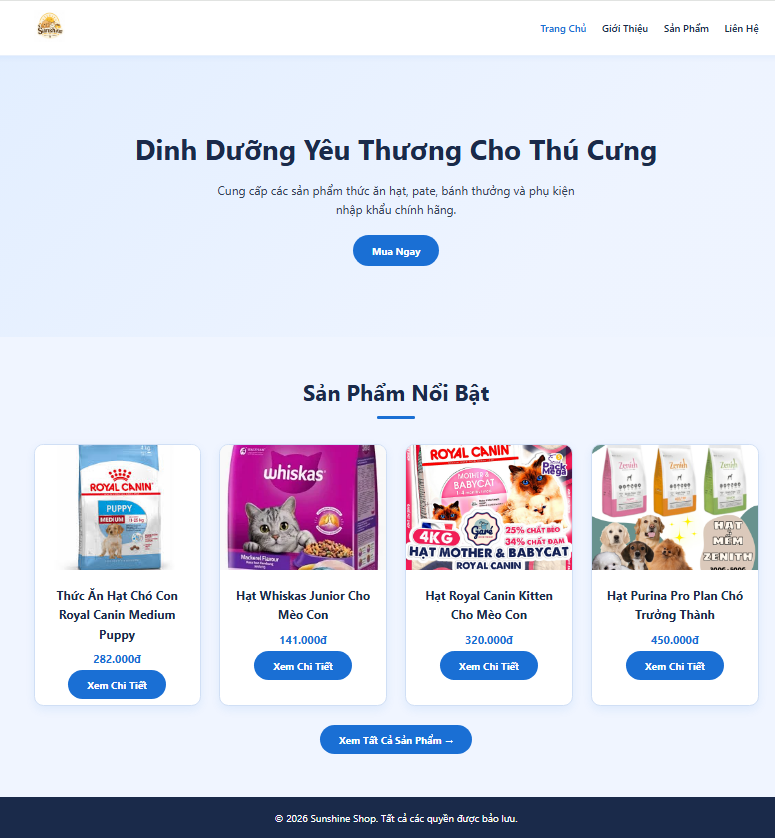 Sunshine
Trang Chủ
Giới Thiệu
Sản Phẩm
Liên Hệ
Dinh Dưỡng Yêu Thương Cho Thú Cưng
Cung cấp các sản phẩm thức ăn hạt, pate, bánh thưởng và phụ kiện
nhập khẩu chính hãng.
Mua Ngay
Sản Phẩm Nổi Bật
ROYAL CANIN
PUPPY
MEDIUM
Thức Ăn Hạt Chó Con
Royal Canin Medium
Puppy
282.000đ
Xem Chi Tiết
whiskas
Mackerel Flavour
Hạt Whiskas Junior Cho
Mèo Con
141.000đ
Xem Chi Tiết
ROYAL CANIN
MOTHER &
BABYCAT
Pack
Mega
garô
4KG
25% CHẤT BÉO
34% CHẤT ĐẠM
HẠT MOTHER & BABYCAT
ROYAL CANIN
Hạt Royal Canin Kitten
Cho Mèo Con
320.000đ
Xem Chi Tiết
Zenith
Zenith
Zenith
HẠT
MỀM
ZENITH
Hạt Purina Pro Plan Chó
Trưởng Thành
450.000đ
Xem Chi Tiết
Xem Tất Cả Sản Phẩm →
© 2026 Sunshine Shop. Tất cả các quyền được bảo lưu.